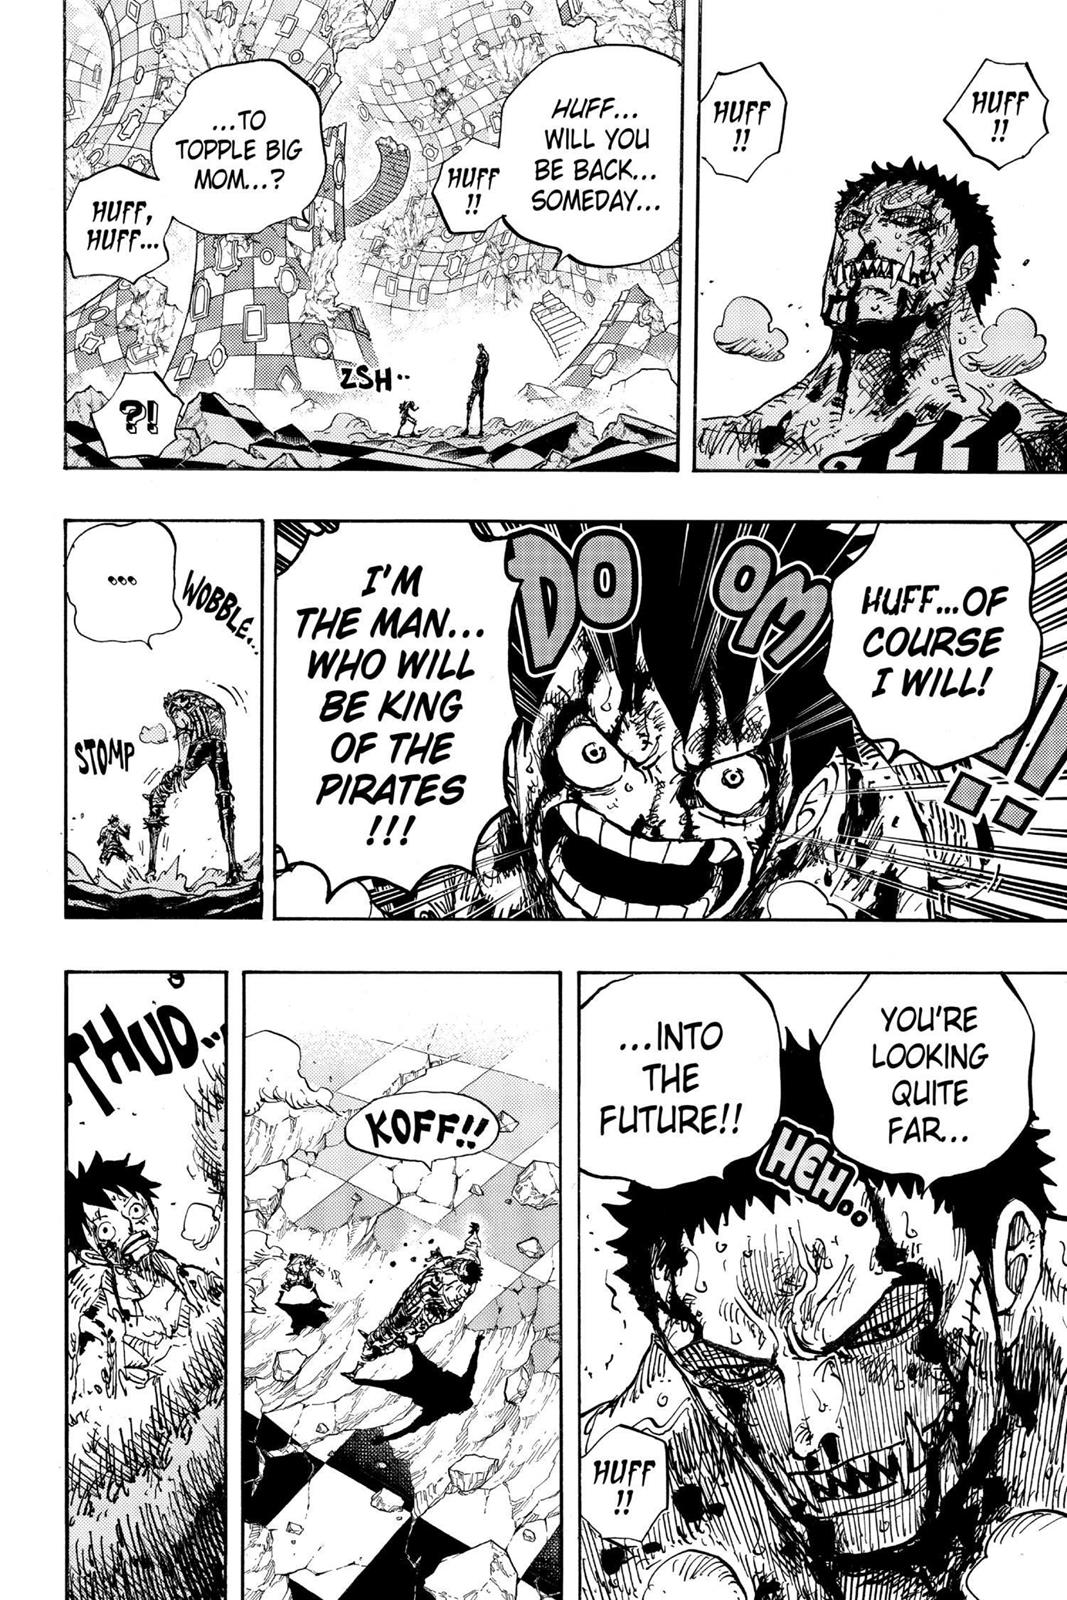 HUFF
!!
HUFF
!!
HUFF...
WILL YOU
BE BACK...
SOMEDAY...
HUFF
!!
...TO
TOPPLE BIG
MOM...?
HUFF,
HUFF...
ZSH..
?!
HUFF...OF
COURSE
I WILL!
!!
DOOM
I'M
THE MAN...
WHO WILL
BE KING
OF THE
PIRATES
!!!
WOBBLE...
...
STOMP
YOU'RE
LOOKING
QUITE
FAR...
...INTO
THE
FUTURE!!
HEH..
HUFF
!!
KOFF!!
THUD...